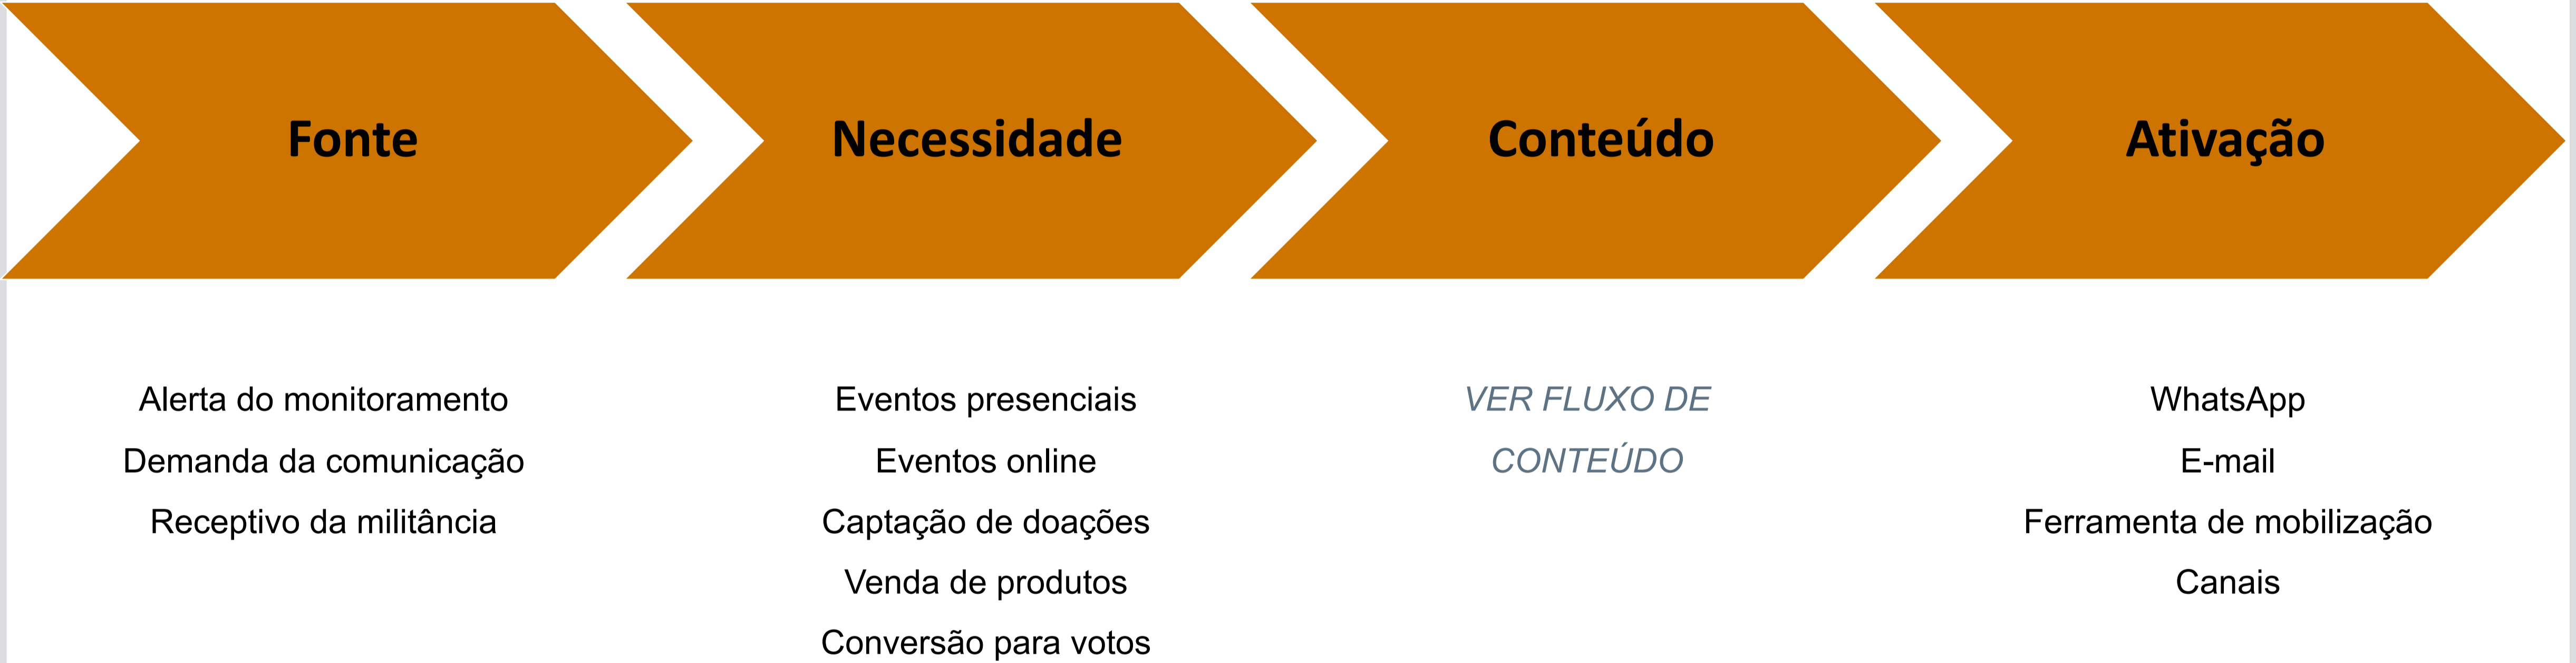 Fonte
Necessidade
Conteúdo
Ativação
Alerta do monitoramento
Demanda da comunicação
Receptivo da militância
Eventos presenciais
Eventos online
Captação de doações
Venda de produtos
Conversão para votos
VER FLUXO DE
CONTEÚDO
WhatsApp
E-mail
Ferramenta de mobilização
Canais